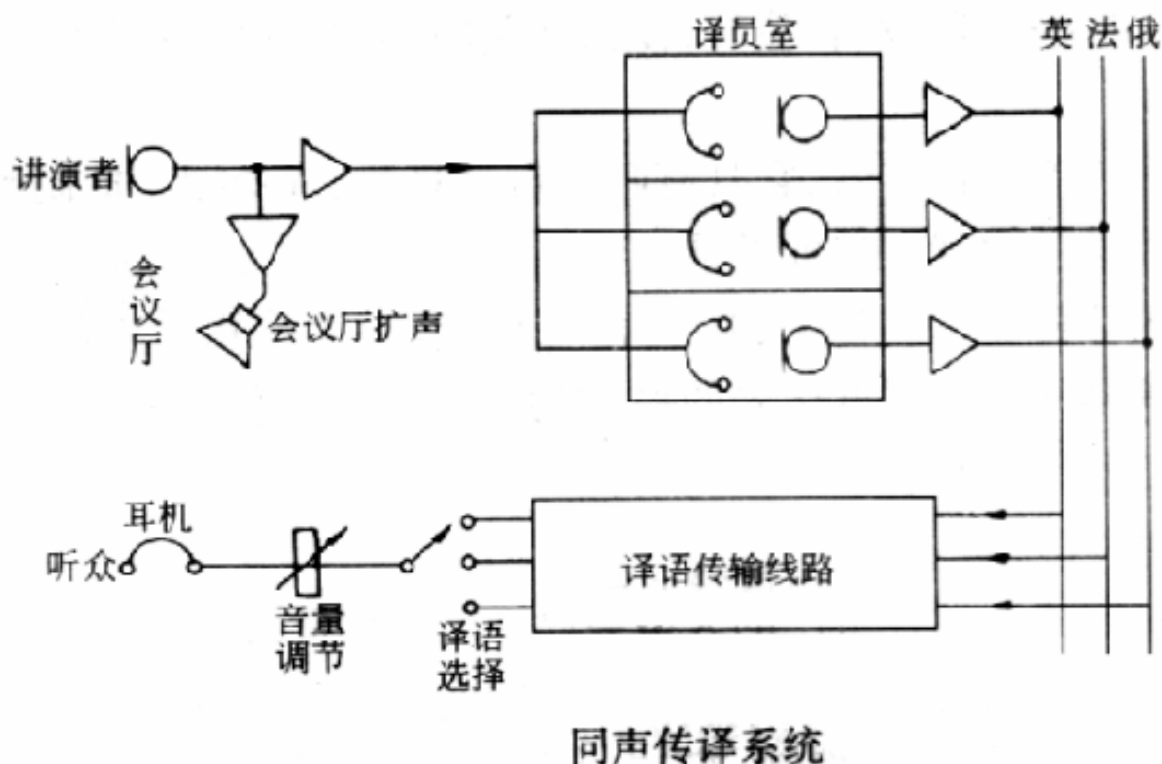 译员室
英 法 俄
讲演者
会议厅
会议厅扩声
耳机
听众
音量
调节
译语
选择
译语传输线路
同声传译系统